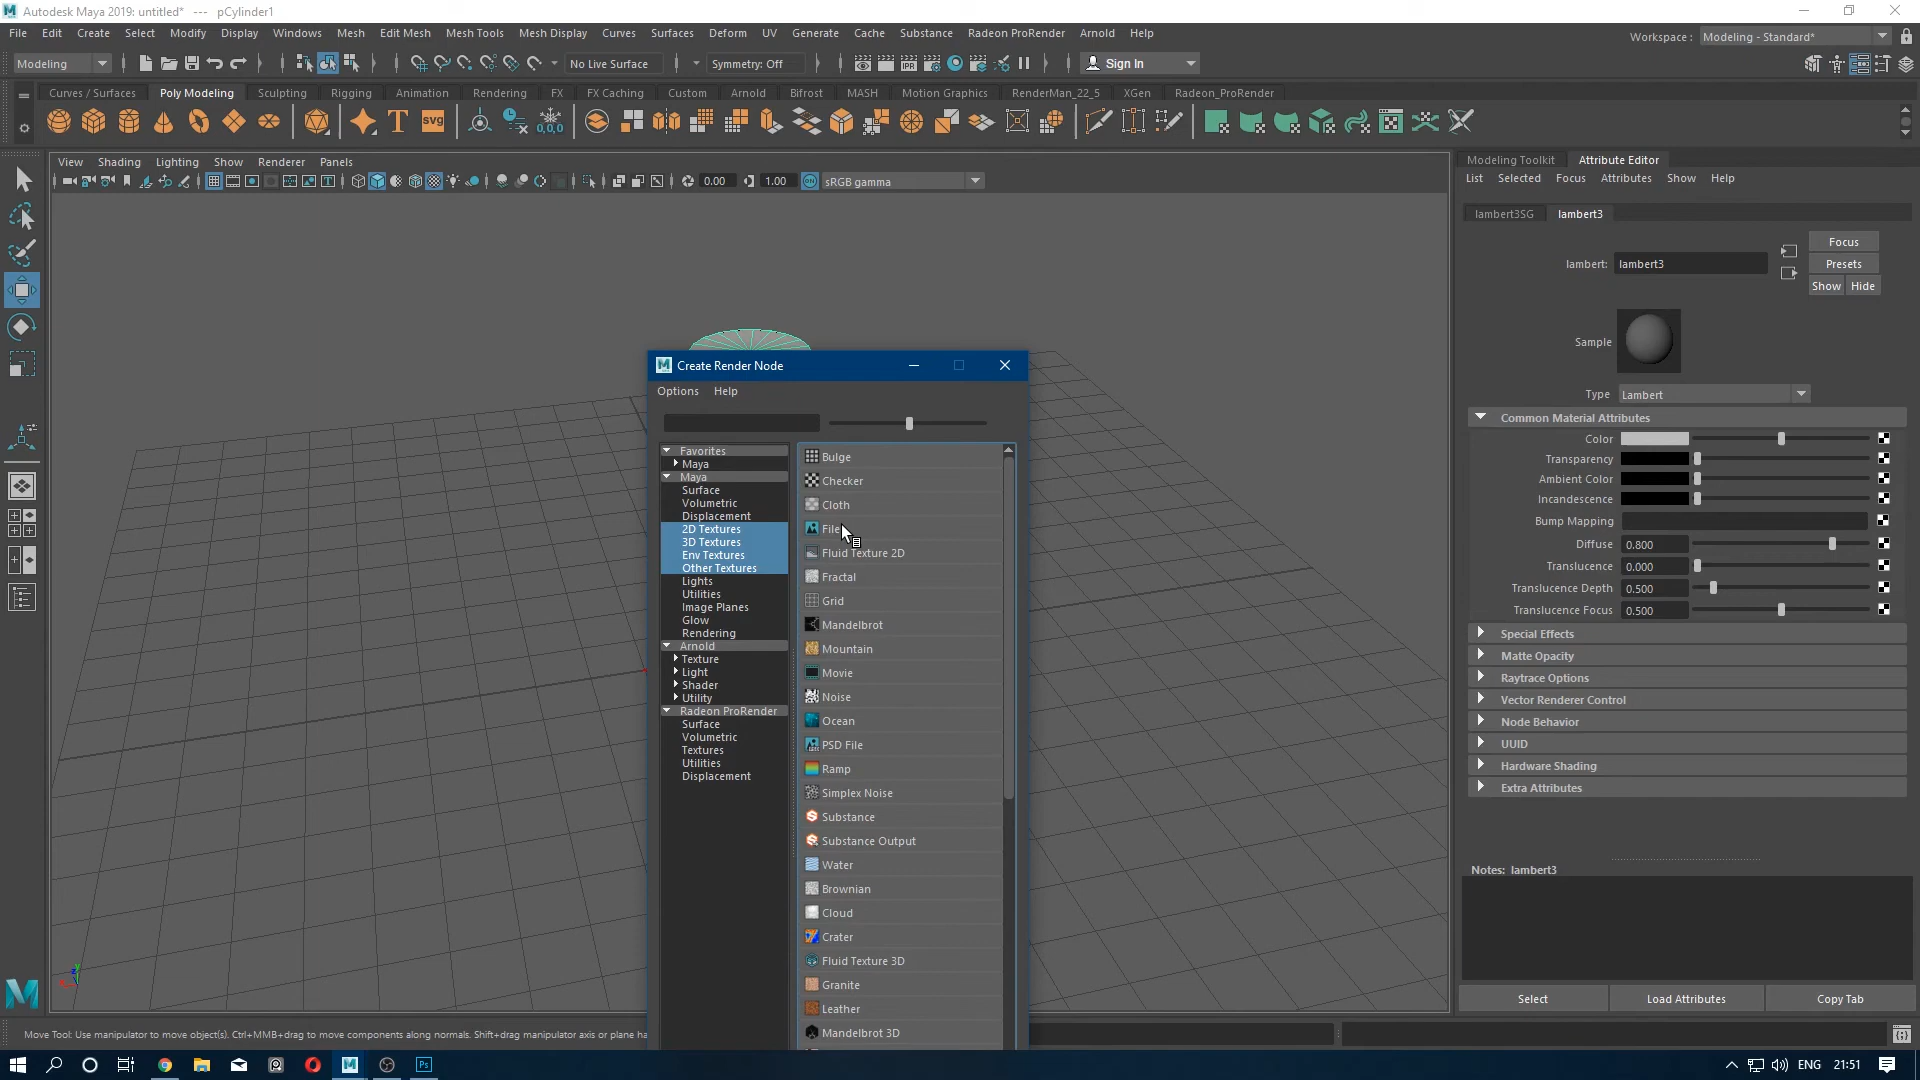 Autodesk Maya 2019: untitled*   ---   pCylinder1
File Edit Create Select Modify Display Windows Mesh Edit Mesh Mesh Tools Mesh Display Curves Surfaces Deform UV Generate Cache Substance Radeon ProRender Arnold Help
Workspace : Modeling - Standard*
Modeling No Live Surface Symmetry: Off Sign In
Curves / Surfaces Poly Modeling Sculpting Rigging Animation Rendering FX FX Caching Custom Arnold Bifrost MASH Motion Graphics RenderMan_22_5 XGen Radeon_ProRender
svg
0,0,0
View Shading Lighting Show Renderer Panels
0.00 1.00 ON sRGB gamma
Modeling Toolkit Attribute Editor
List Selected Focus Attributes Show Help
lambert3SG lambert3
lambert: lambert3
Focus
Presets
Show Hide
Sample
Type Lambert
Common Material Attributes
Color
Transparency
Ambient Color
Incandescence
Bump Mapping
Diffuse 0.800
Translucence 0.000
Translucence Depth 0.500
Translucence Focus 0.500
Special Effects
Matte Opacity
Raytrace Options
Vector Renderer Control
Node Behavior
UUID
Hardware Shading
Extra Attributes
Notes: lambert3
Select Load Attributes Copy Tab
Create Render Node
Options Help
Favorites
Maya
Maya
Surface
Volumetric
Displacement
2D Textures
3D Textures
Env Textures
Other Textures
Lights
Utilities
Image Planes
Glow
Rendering
Arnold
Texture
Light
Shader
Utility
Radeon ProRender
Surface
Volumetric
Textures
Utilities
Displacement
Bulge
Checker
Cloth
File
Fluid Texture 2D
Fractal
Grid
Mandelbrot
Mountain
Movie
Noise
Ocean
PSD File
Ramp
Simplex Noise
Substance
Substance Output
Water
Brownian
Cloud
Crater
Fluid Texture 3D
Granite
Leather
Mandelbrot 3D
Move Tool: Use manipulator to move object(s). Ctrl+MMB+drag to move components along normals. Shift+drag manipulator axis or plane ha
Ps
ENG 21:51